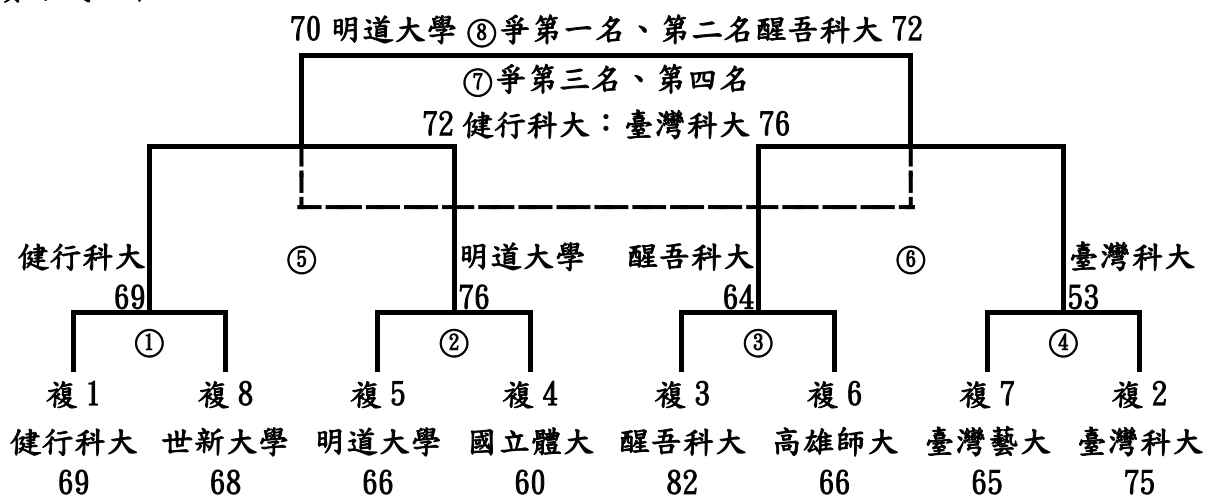 70 明道大學 ⑧爭第一名、第二名醒吾科大 72
⑦爭第三名、第四名
72 健行科大：臺灣科大 76
健行科大 ⑤ 明道大學 醒吾科大 ⑥ 臺灣科大
69 76 64 53
① ② ③ ④
複 1 複 8 複 5 複 4 複 3 複 6 複 7 複 2
健行科大 世新大學 明道大學 國立體大 醒吾科大 高雄師大 臺灣藝大 臺灣科大
69 68 66 60 82 66 65 75